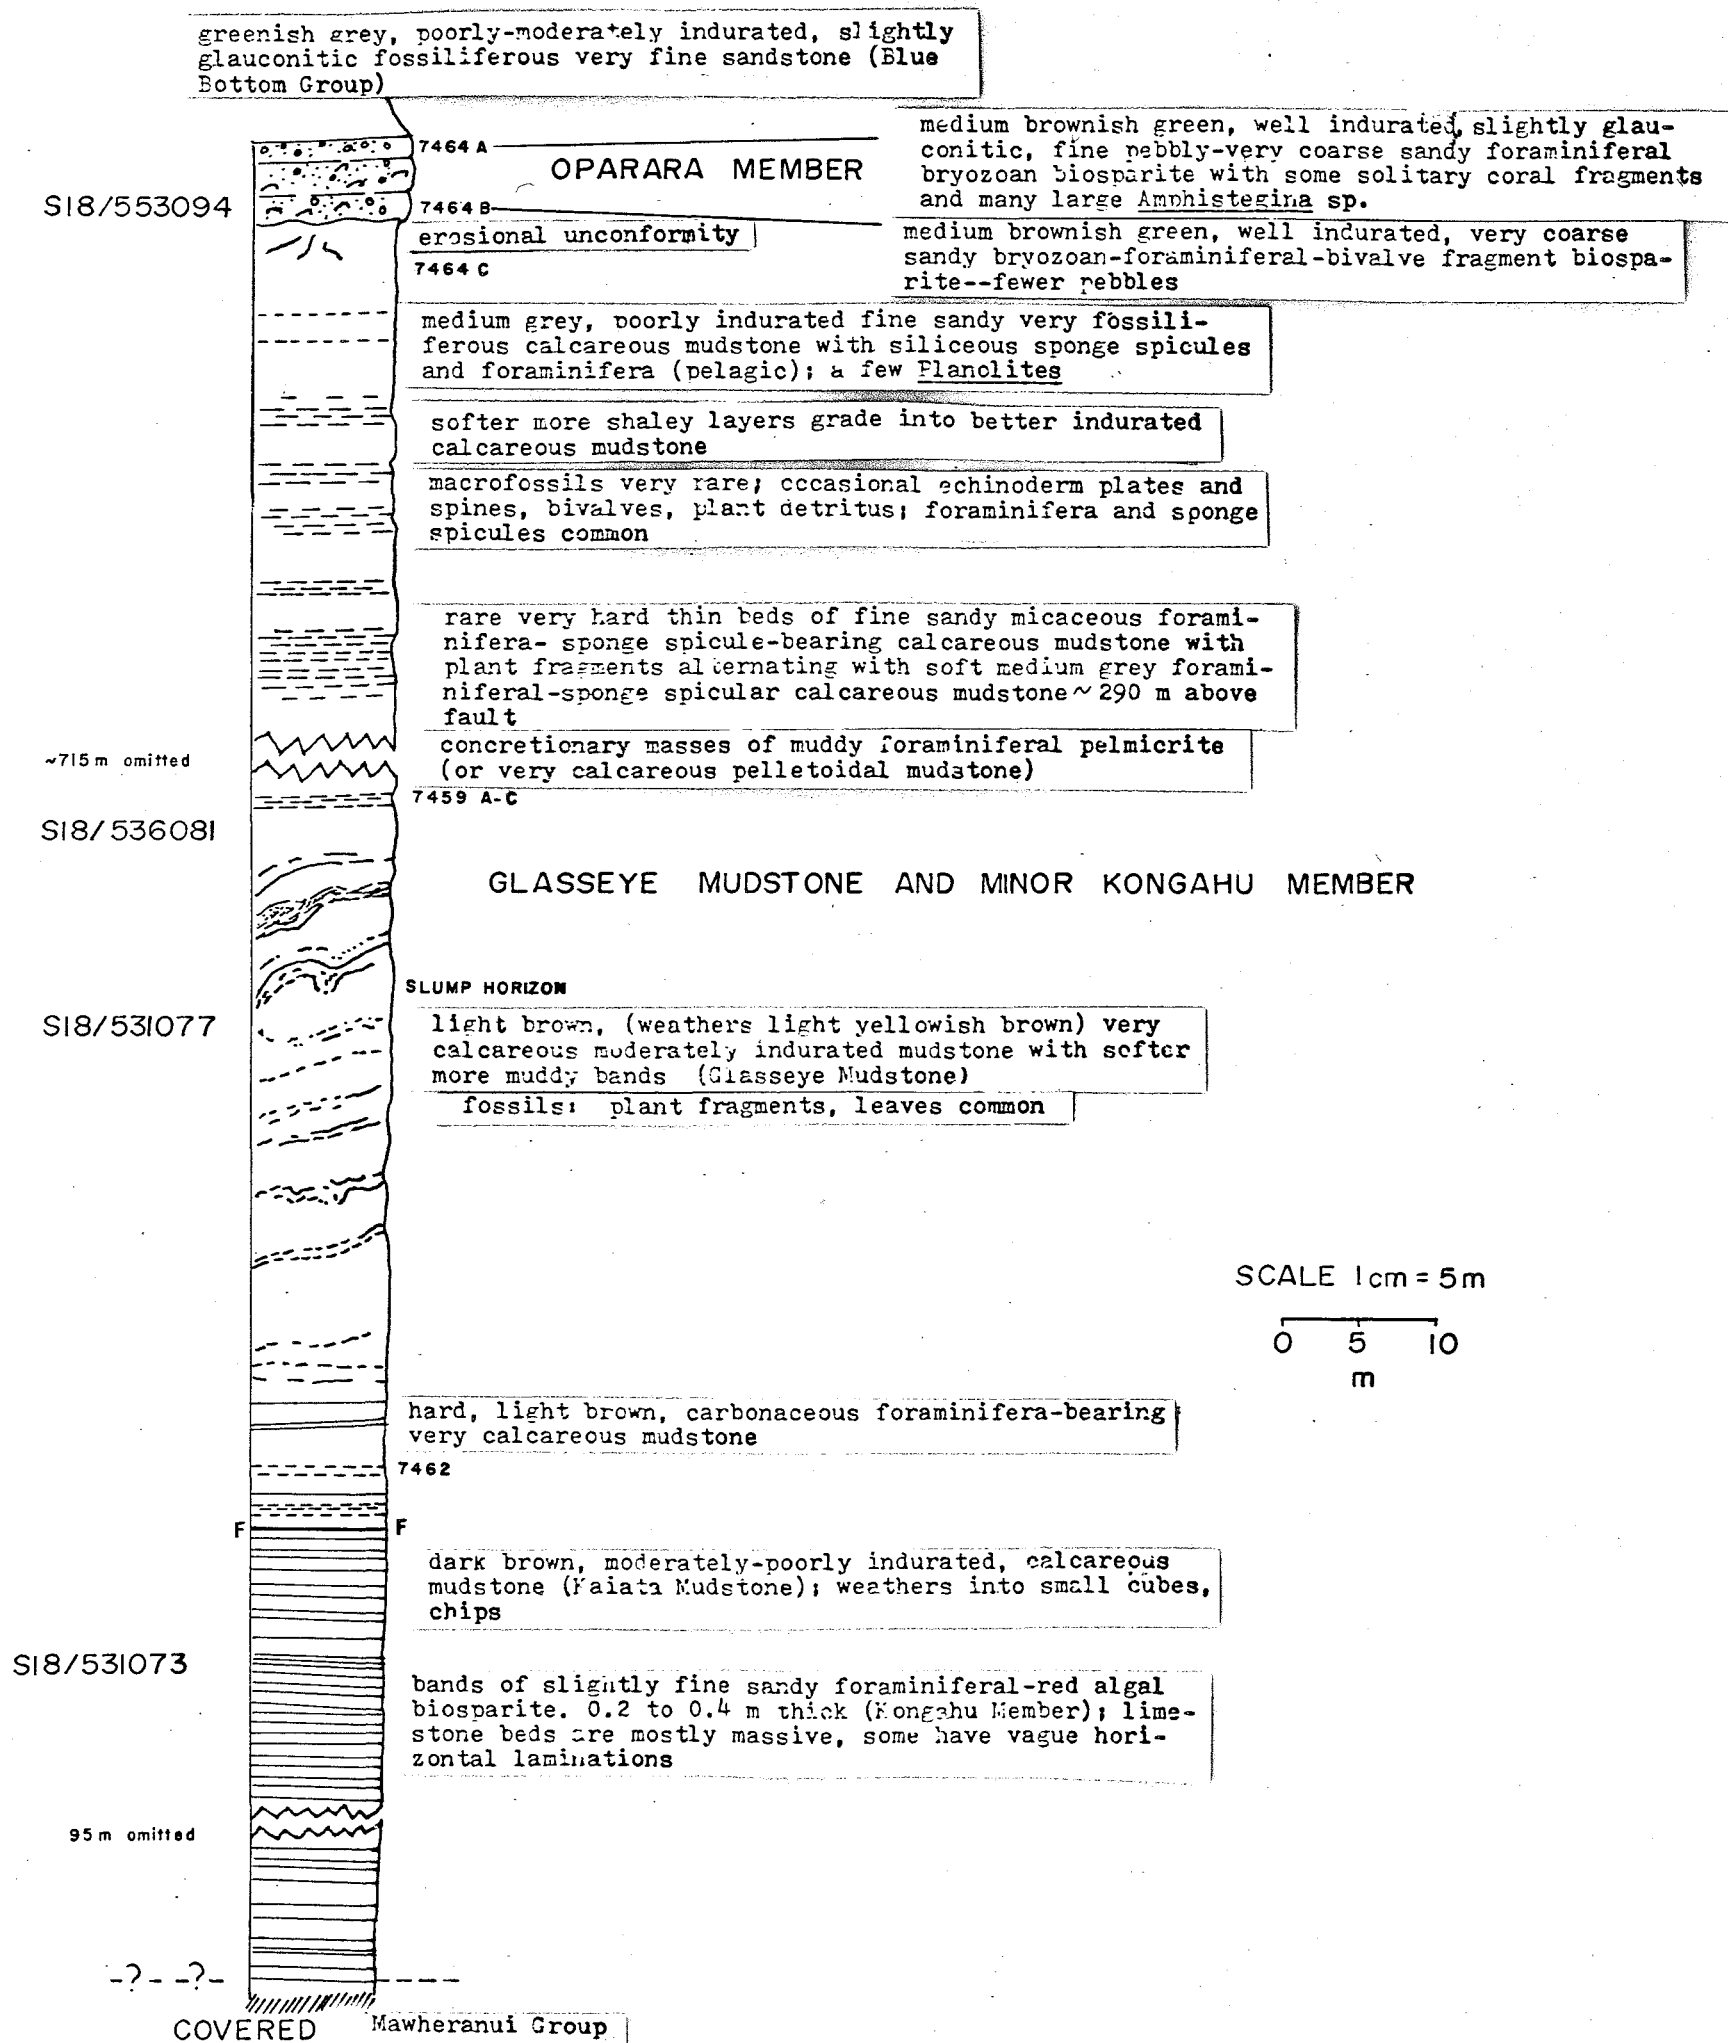 greenish grey, poorly-moderately indurated, slightly
glauconitic fossiliferous very fine sandstone (Blue
Bottom Group)
7464 A
OPARARA MEMBER
medium brownish green, well indurated, slightly glau-
conitic, fine pebbly-very coarse sandy foraminiferal
bryozoan biosparite with some solitary coral fragments
and many large Amphistegina sp.
S18/553094
7464 B
erosional unconformity
medium brownish green, well indurated, very coarse
sandy bryozoan-foraminiferal-bivalve fragment biospa-
rite--fewer pebbles
7464 C
medium grey, poorly indurated fine sandy very fossili-
ferous calcareous mudstone with siliceous sponge spicules
and foraminifera (pelagic); a few Planolites
softer more shaley layers grade into better indurated
calcareous mudstone
macrofossils very rare; occasional echinoderm plates and
spines, bivalves, plant detritus; foraminifera and sponge
spicules common
rare very hard thin beds of fine sandy micaceous forami-
nifera- sponge spicule-bearing calcareous mudstone with
plant fragments alternating with soft medium grey forami-
niferal-sponge spicular calcareous mudstone ~ 290 m above
fault
~715 m omitted
concretionary masses of muddy foraminiferal pelmicrite
(or very calcareous pelletoidal mudstone)
7459 A-C
S18/536081
GLASSEYE MUDSTONE AND MINOR KONGAHU MEMBER
SLUMP HORIZON
S18/531077
light brown, (weathers light yellowish brown) very
calcareous moderately indurated mudstone with softer
more muddy bands (Glasseye Mudstone)
fossils: plant fragments, leaves common
SCALE 1 cm = 5 m
0 5 10
m
hard, light brown, carbonaceous foraminifera-bearing
very calcareous mudstone
7462
F F
dark brown, moderately-poorly indurated, calcareous
mudstone (Kaiata Mudstone); weathers into small cubes,
chips
S18/531073
bands of slightly fine sandy foraminiferal-red algal
biosparite. 0.2 to 0.4 m thick (Kongahu Member); lime-
stone beds are mostly massive, some have vague hori-
zontal laminations
95 m omitted
-?- -?-
COVERED
Mawheranui Group